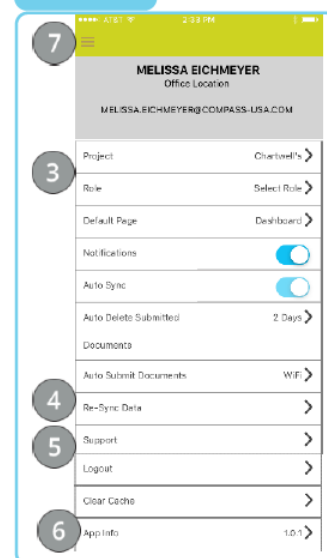 AT&T 2:33 PM
7
MELISSA EICHMEYER
Office Location
MELISSA.EICHMEYER@COMPASS-USA.COM
Project Chartwell's
3
Role Select Role
Default Page Dashboard
Notifications
Auto Sync
Auto Delete Submitted 2 Days
Documents
Auto Submit Documents WiFi
4
Re-Sync Data
5
Support
Logout
Clear Cache
6
App Info 1.0.1